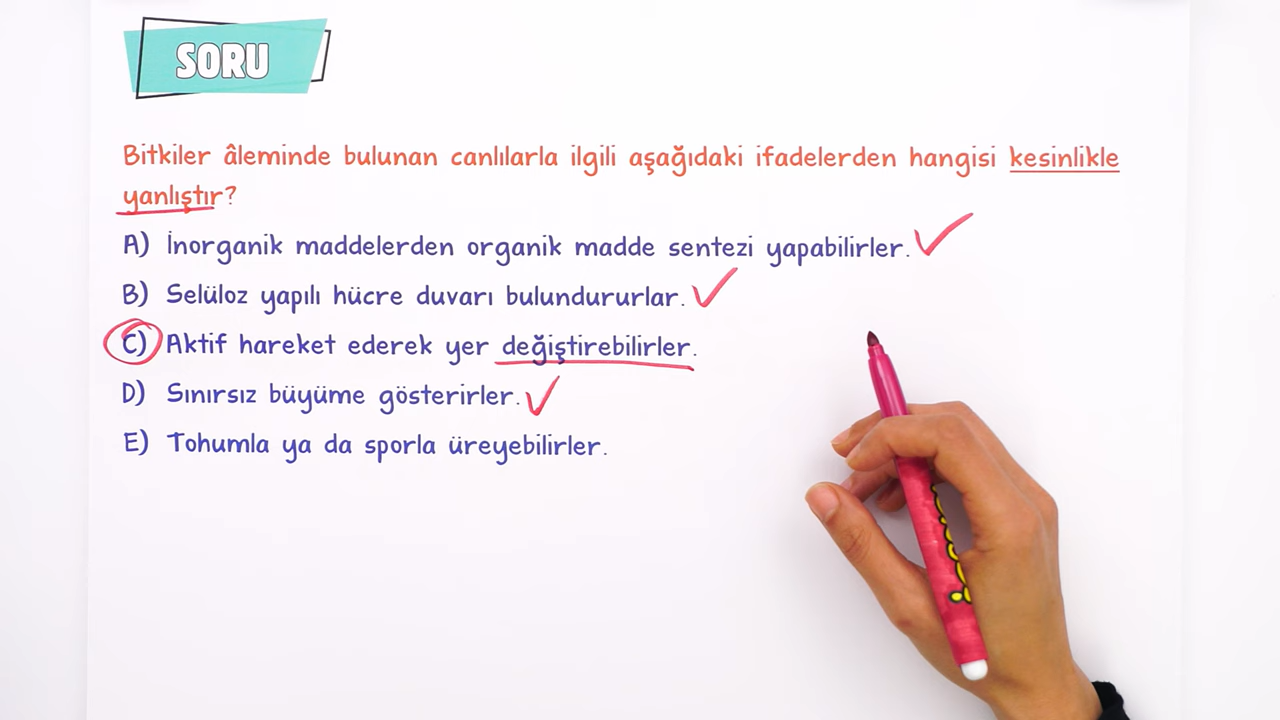 SORU
Bitkiler âleminde bulunan canlılarla ilgili aşağıdaki ifadelerden hangisi kesinlikle
yanlıştır?
A) İnorganik maddelerden organik madde sentezi yapabilirler.
B) Selüloz yapılı hücre duvarı bulundururlar.
C) Aktif hareket ederek yer değiştirebilirler.
D) Sınırsız büyüme gösterirler.
E) Tohumla ya da sporla üreyebilirler.